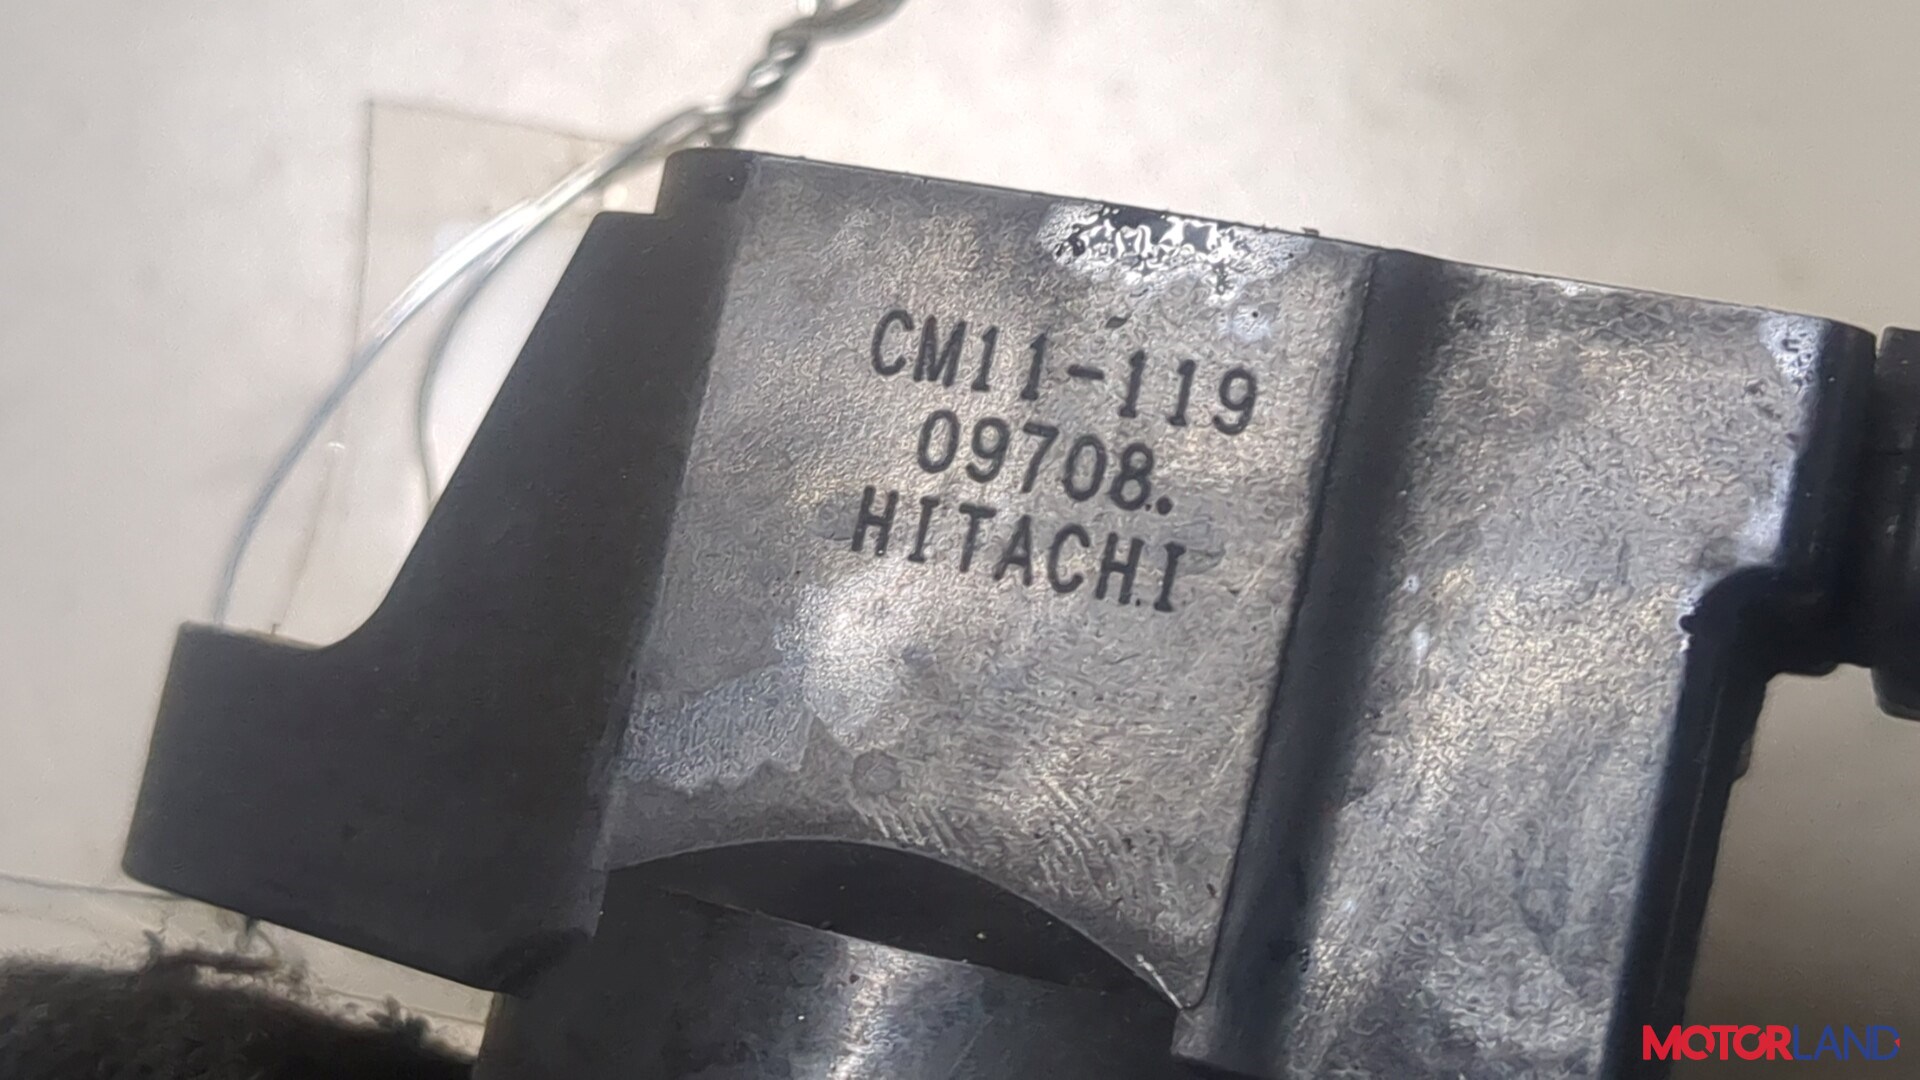 CM11-119
09708.
HITACHI
MOTORLAND